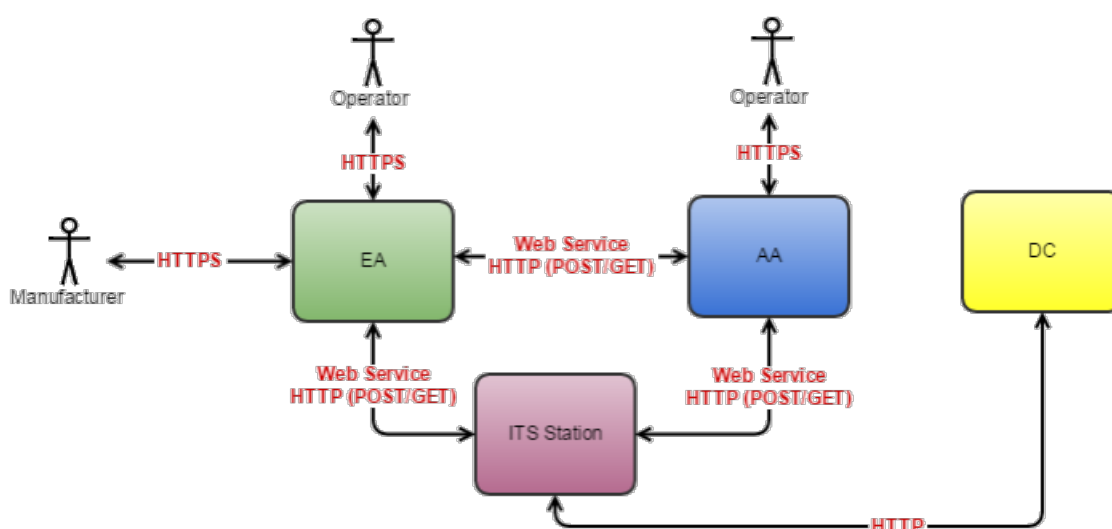 Operator
Operator
HTTPS
HTTPS
Manufacturer
HTTPS
EA
Web Service
HTTP (POST/GET)
AA
DC
Web Service
HTTP (POST/GET)
Web Service
HTTP (POST/GET)
ITS Station
HTTP